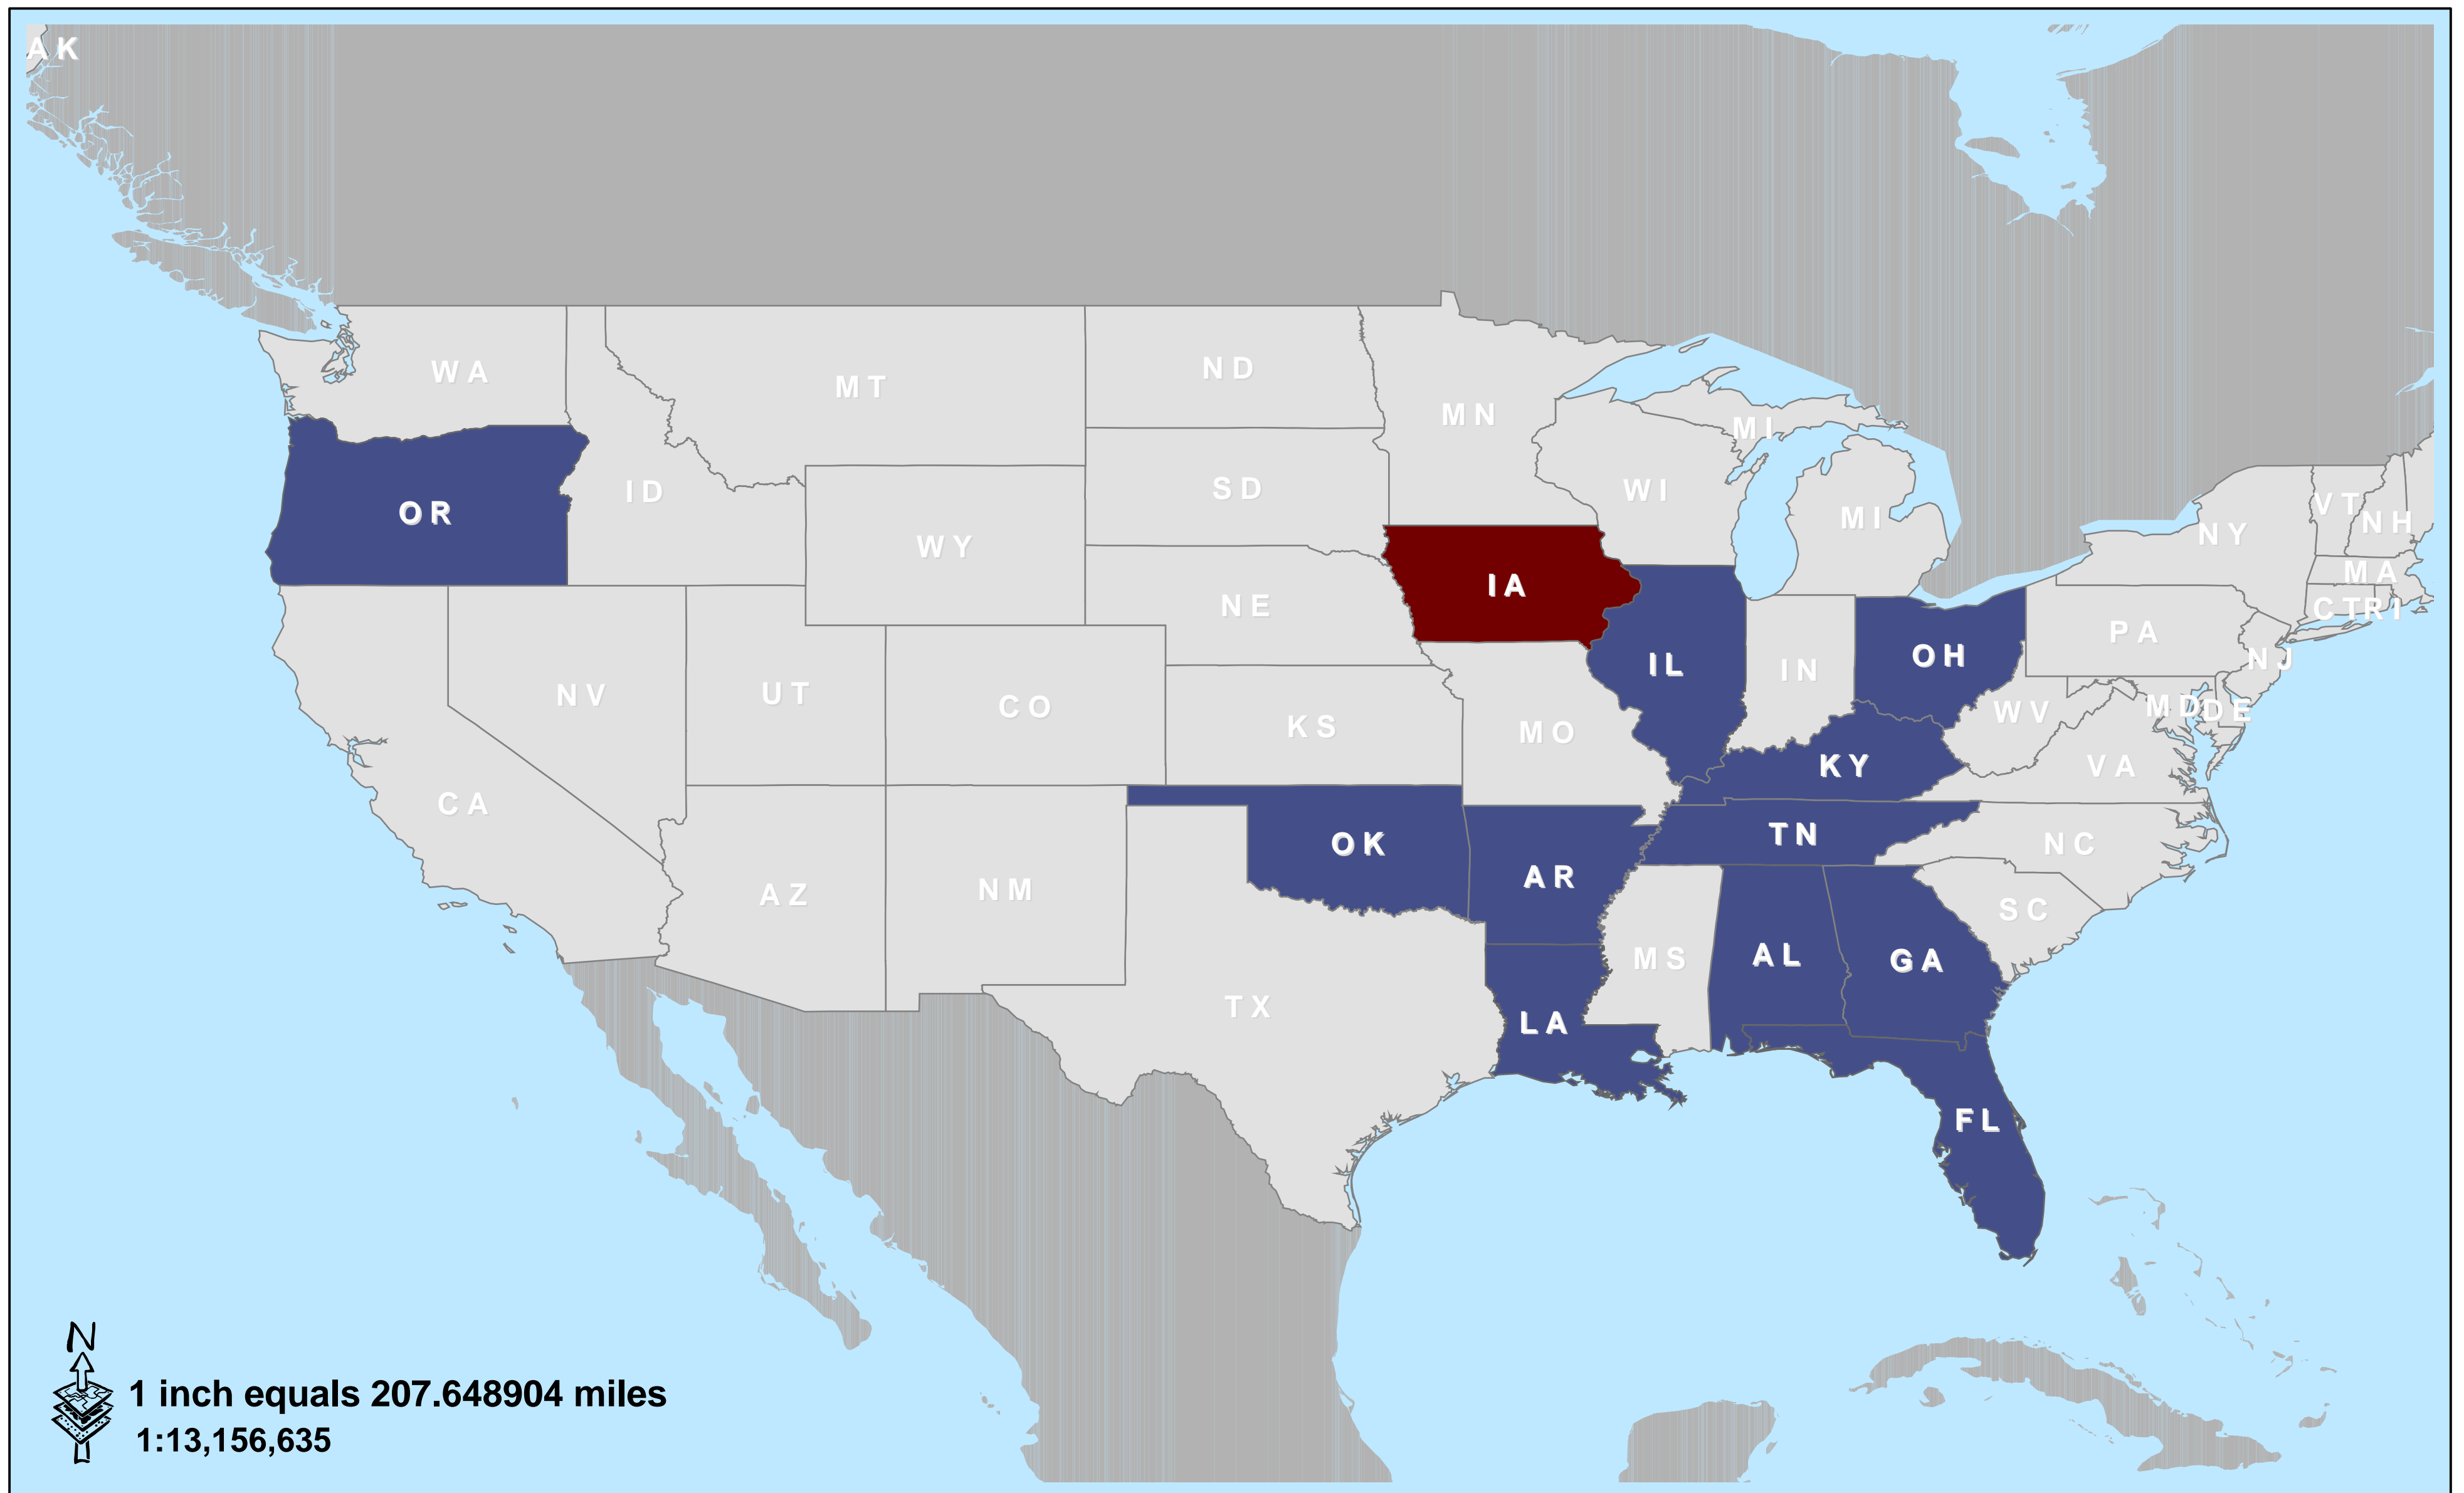 AK
WA
MT
ND
MN
MI
OR
ID
SD
WI
MI
VT
NH
NY
WY
IA
MA
NE
CT
RI
PA
IL
OH
IN
NJ
NV
UT
CO
KS
MO
WV
MD
DE
KY
VA
CA
OK
TN
NC
AZ
NM
AR
SC
MS
AL
GA
TX
LA
FL
N
1 inch equals 207.648904 miles
1:13,156,635